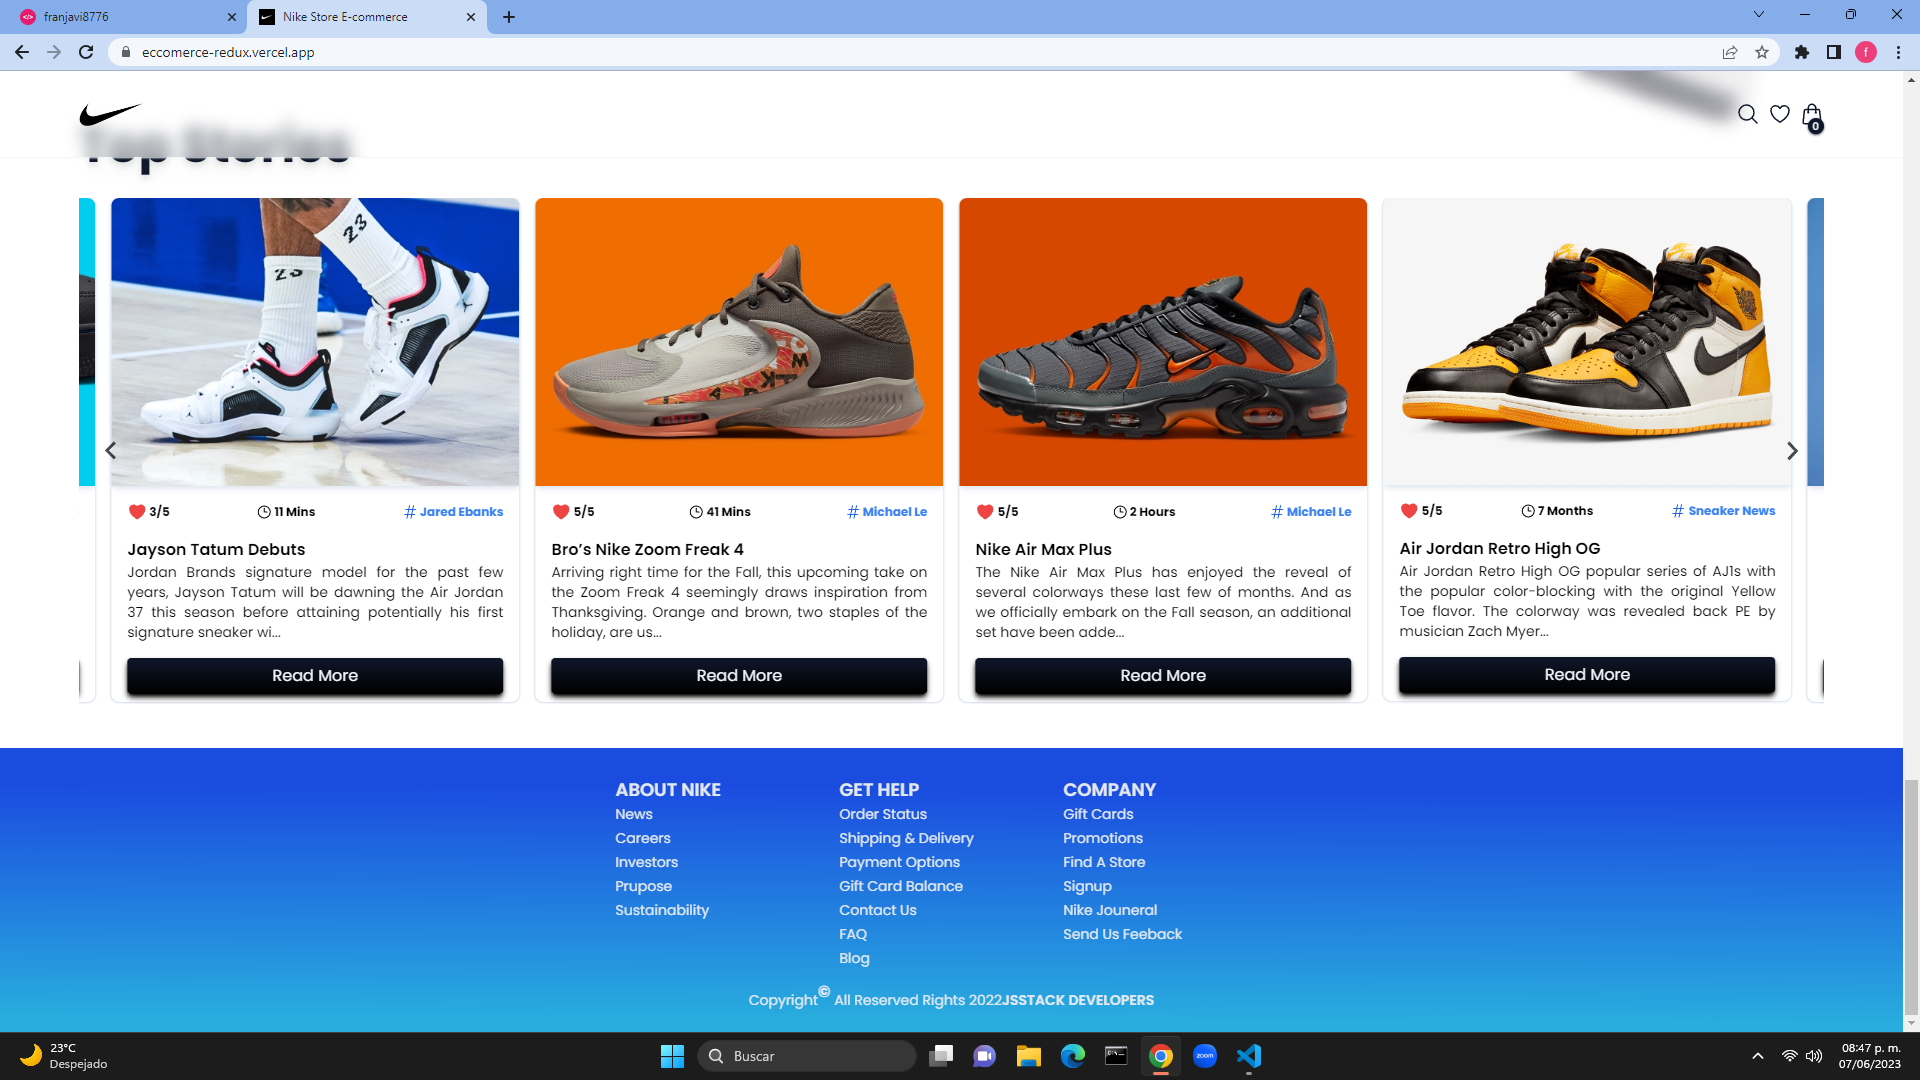 franjavi8776
Nike Store E-commerce
eccomerce-redux.vercel.app
f
Top Stories
0
23
23
3/5
11 Mins
# Jared Ebanks
Jayson Tatum Debuts
Jordan Brands signature model for the past few
years, Jayson Tatum will be dawning the Air Jordan
37 this season before attaining potentially his first
signature sneaker wi...
Read More
5/5
41 Mins
# Michael Le
Bro’s Nike Zoom Freak 4
Arriving right time for the Fall, this upcoming take on
the Zoom Freak 4 seemingly draws inspiration from
Thanksgiving. Orange and brown, two staples of the
holiday, are us...
Read More
5/5
2 Hours
# Michael Le
Nike Air Max Plus
The Nike Air Max Plus has enjoyed the reveal of
several colorways these last few of months. And as
we officially embark on the Fall season, an additional
set have been adde...
Read More
5/5
7 Months
# Sneaker News
Air Jordan Retro High OG
Air Jordan Retro High OG popular series of AJ1s with
the popular color-blocking with the original Yellow
Toe flavor. The colorway was revealed back PE by
musician Zach Myer...
Read More
ABOUT NIKE
News
Careers
Investors
Prupose
Sustainability
GET HELP
Order Status
Shipping & Delivery
Payment Options
Gift Card Balance
Contact Us
FAQ
Blog
COMPANY
Gift Cards
Promotions
Find A Store
Signup
Nike Jouneral
Send Us Feeback
Copyright© All Reserved Rights 2022JSSTACK DEVELOPERS
23°C
Despejado
Buscar
zoom
08:47 p. m.
07/06/2023